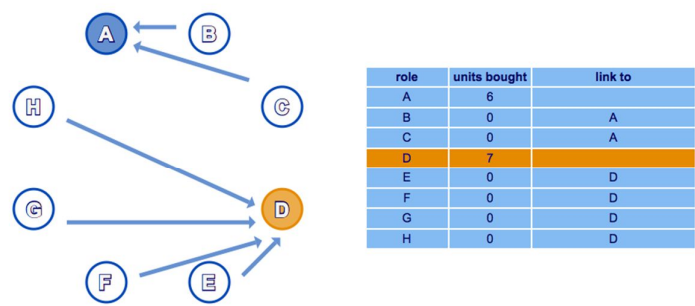 A
B
H
C
G
D
F
E
role units bought link to
A 6
B 0 A
C 0 A
D 7
E 0 D
F 0 D
G 0 D
H 0 D